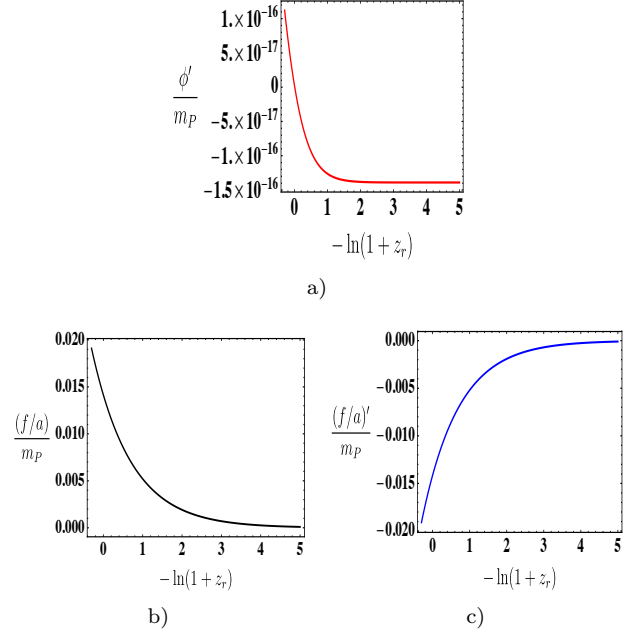 1.×10⁻¹⁶
5.×10⁻¹⁷
0
−5.×10⁻¹⁷
−1.×10⁻¹⁶
−1.5×10⁻¹⁶
ϕ′
m_P
0 1 2 3 4 5
−ln(1 + z_r)
a)
0.020
0.015
0.010
0.005
0.000
(f/a)
m_P
0 1 2 3 4 5
−ln(1 + z_r)
b)
0.000
−0.005
−0.010
−0.015
−0.020
(f/a)′
m_P
0 1 2 3 4 5
−ln(1 + z_r)
c)